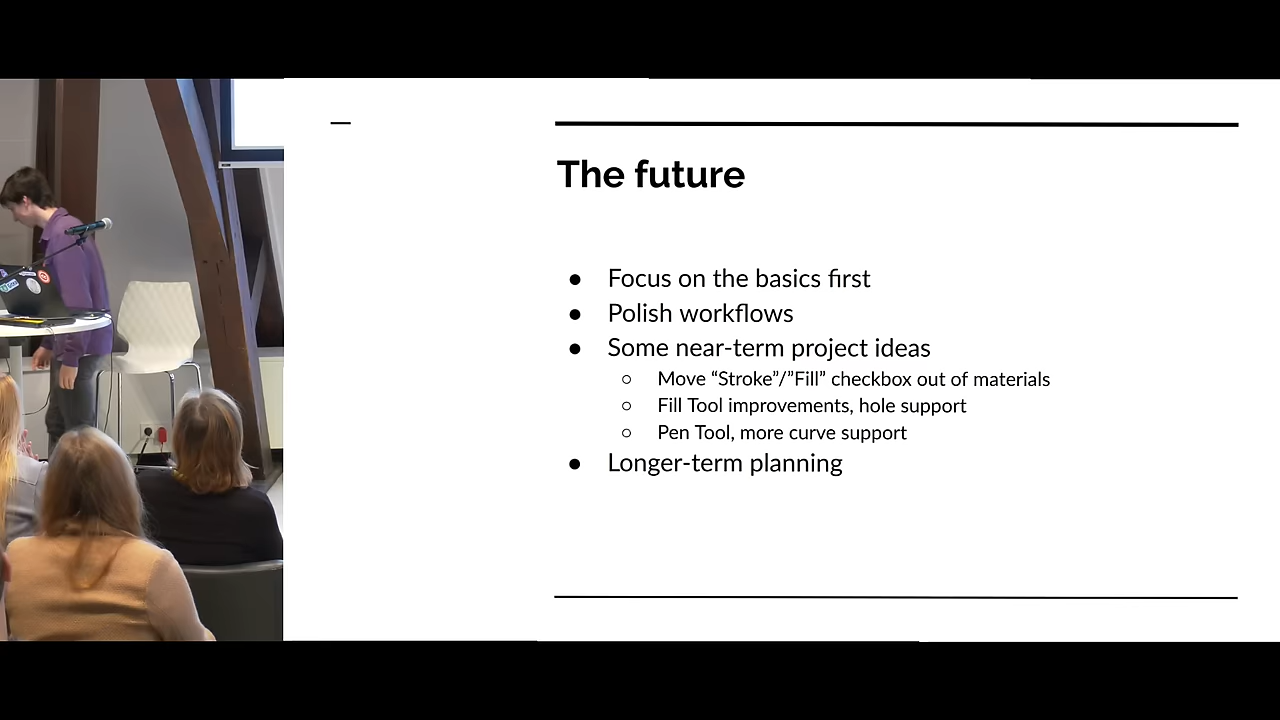 The future
● Focus on the basics first
● Polish workflows
● Some near-term project ideas
○ Move “Stroke”/”Fill” checkbox out of materials
○ Fill Tool improvements, hole support
○ Pen Tool, more curve support
● Longer-term planning